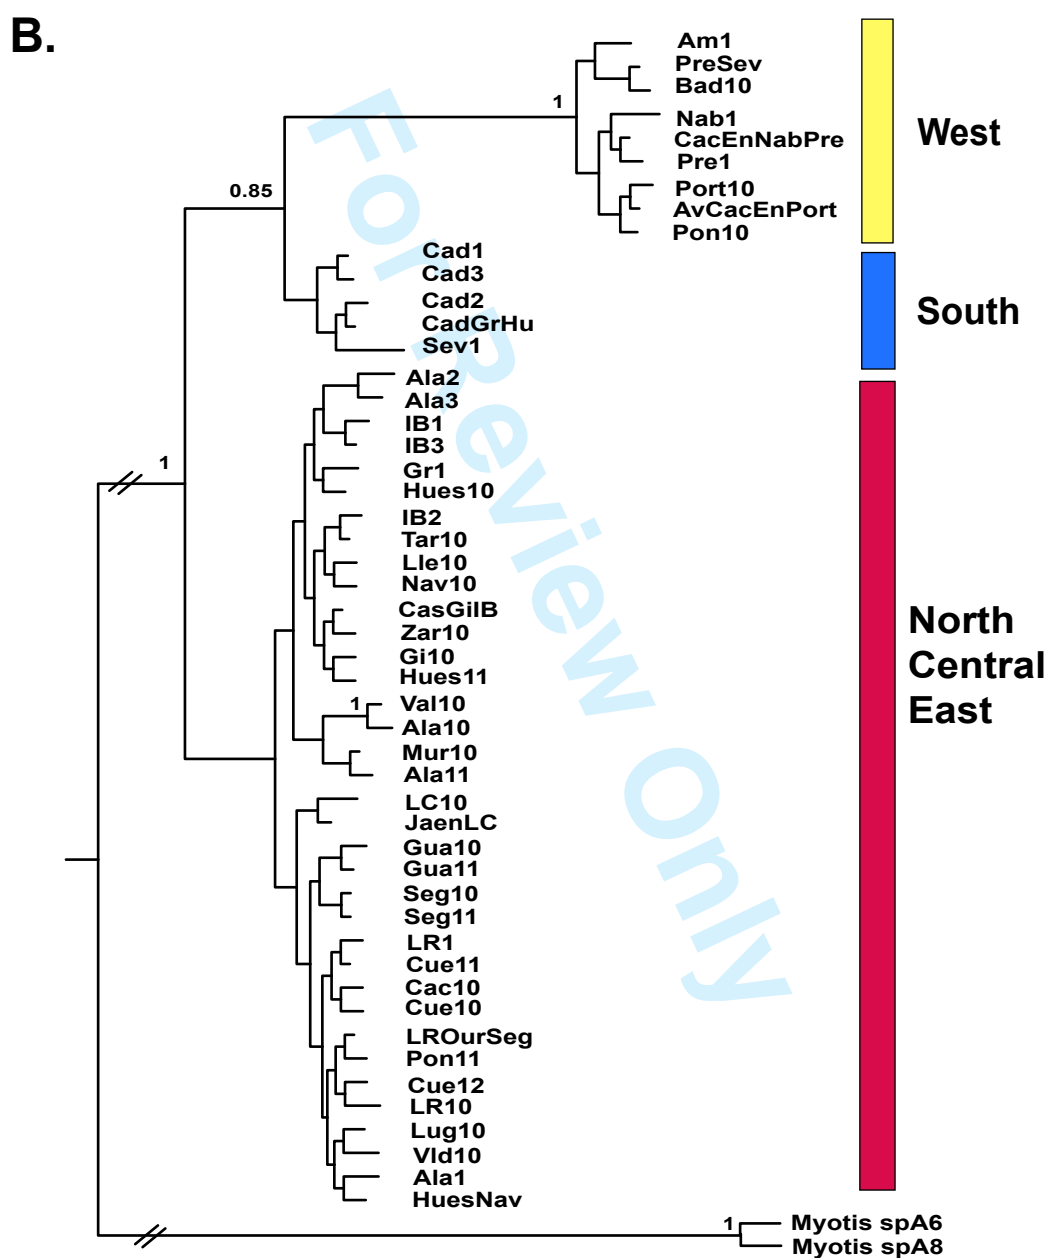 B.
Am1
PreSev
Bad10
1
Nab1
CacEnNabPre
Pre1
West
Port10
AvCacEnPort
Pon10
0.85
Cad1
Cad3
Cad2
CadGrHu
Sev1
South
Ala2
Ala3
IB1
IB3
Gr1
Hues10
1
IB2
Tar10
Lle10
Nav10
CasGiIB
Zar10
Gi10
Hues11
North
Central
East
1
Val10
Ala10
Mur10
Ala11
LC10
JaenLC
Gua10
Gua11
Seg10
Seg11
LR1
Cue11
Cac10
Cue10
LROurSeg
Pon11
Cue12
LR10
Lug10
Vld10
Ala1
HuesNav
1
Myotis spA6
Myotis spA8
For Review Only